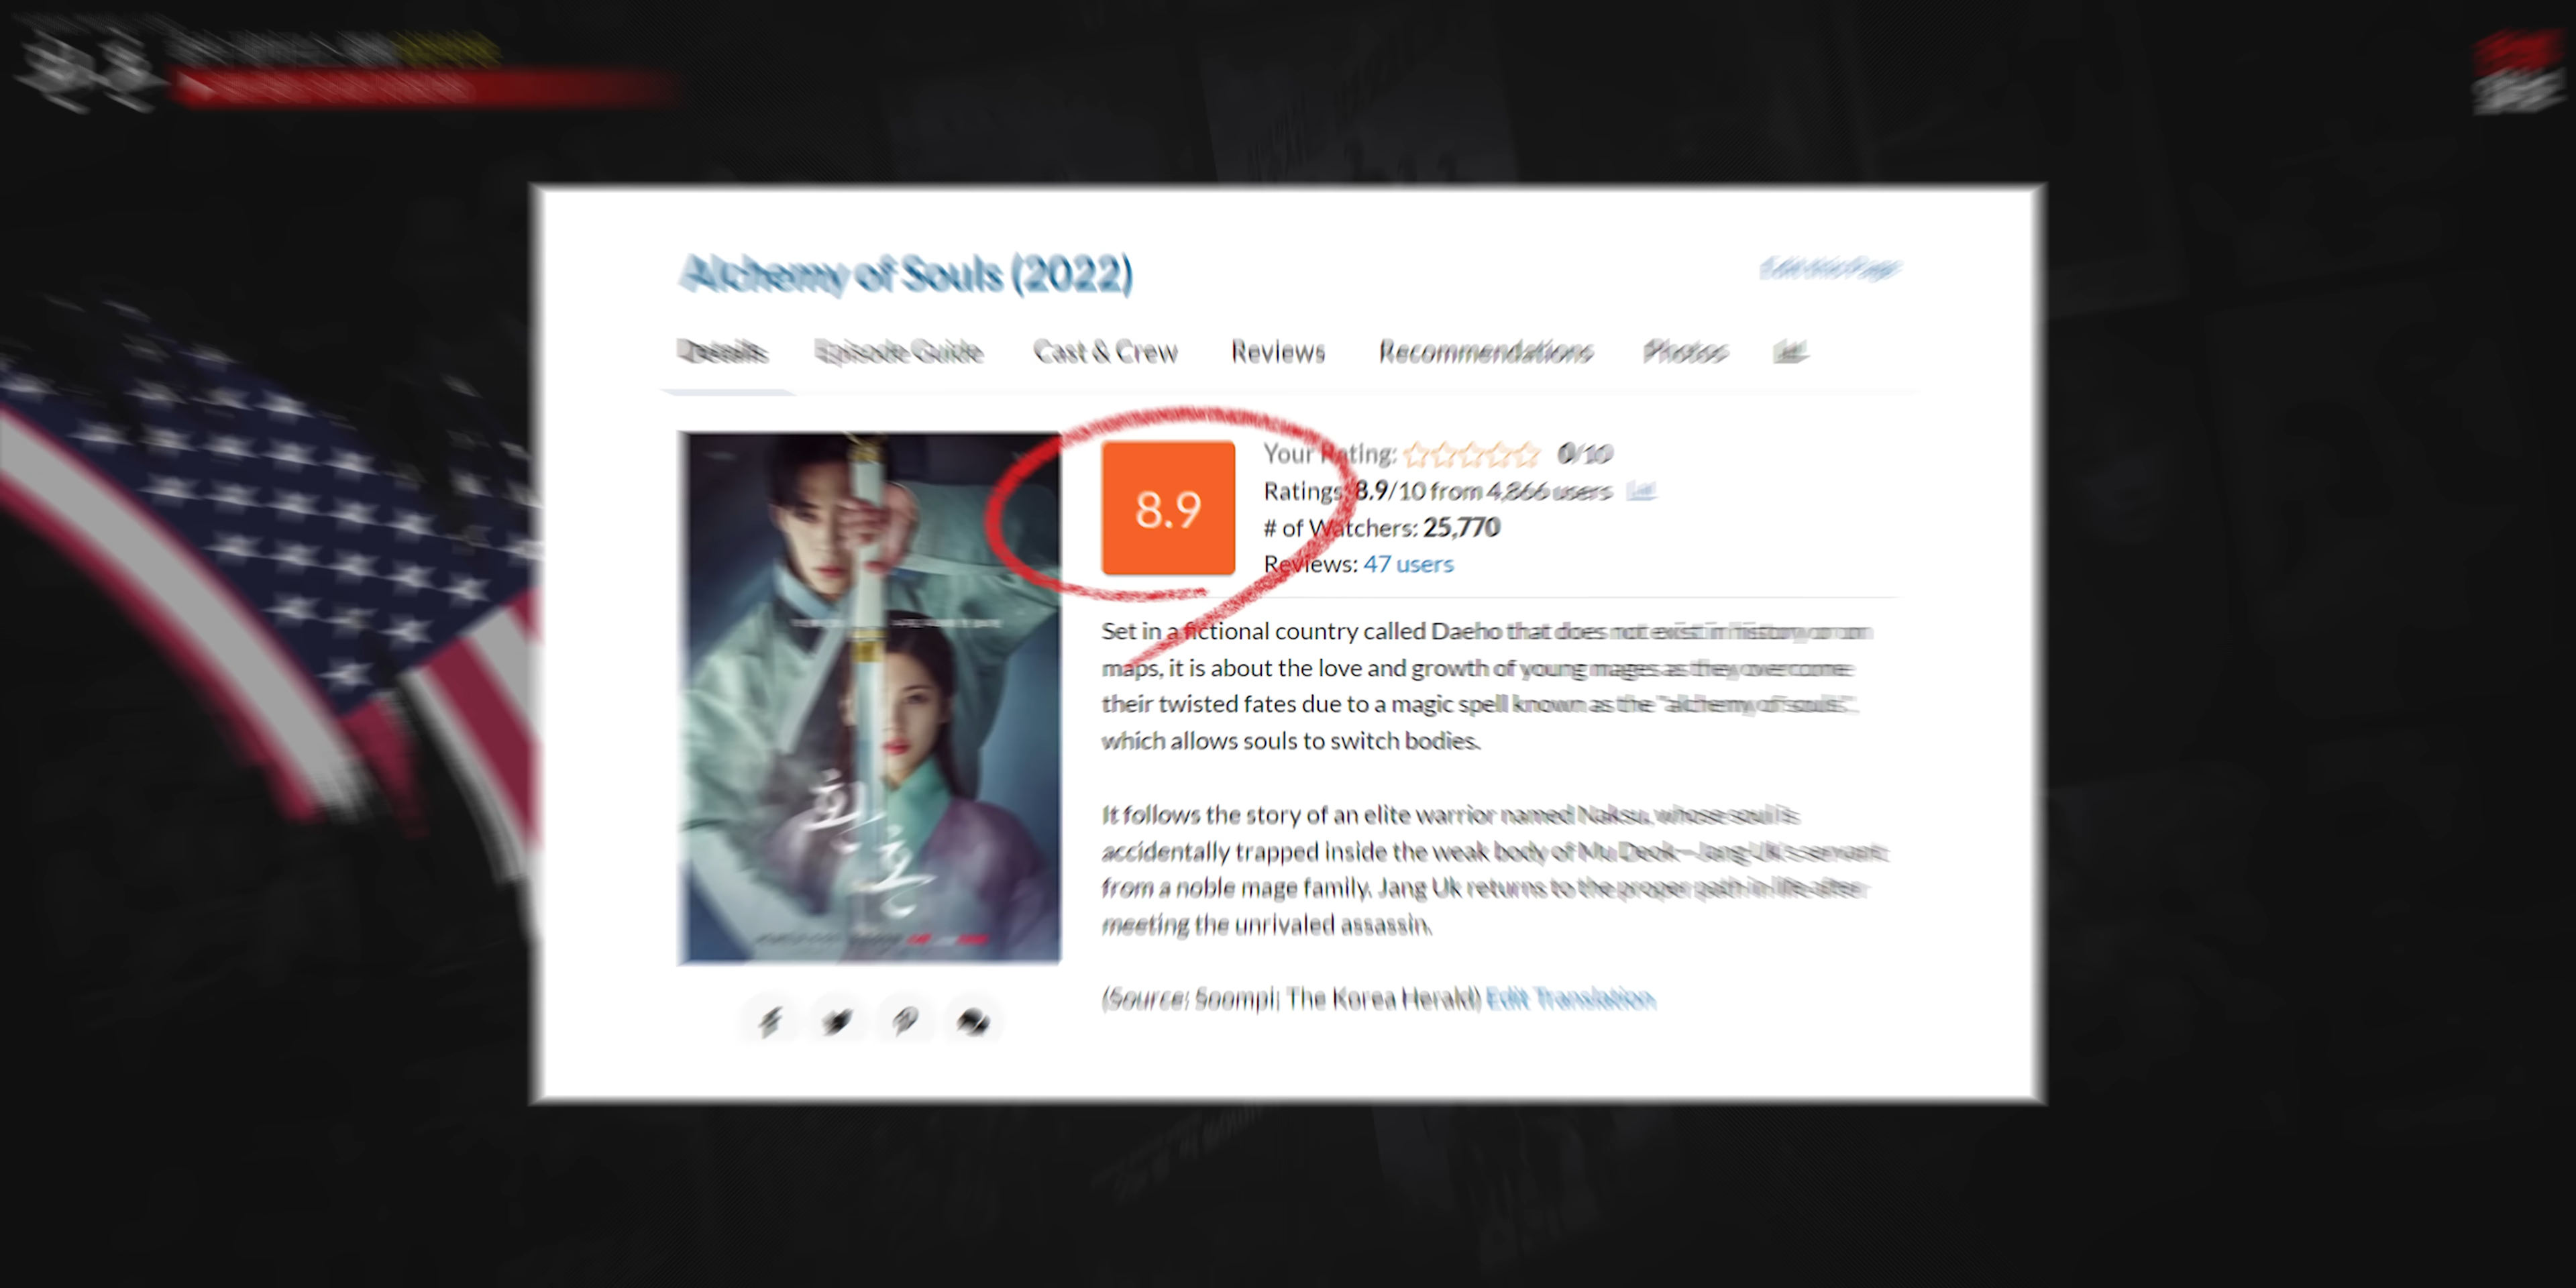 Alchemy of Souls (2022)
Edit this Page
Details Episode Guide Cast & Crew Reviews Recommendations Photos
8.9
Your Rating: 0/10
Ratings: 8.9/10 from 4,866 users
# of Watchers: 25,770
Reviews: 47 users
Set in a fictional country called Daeho that does not exist in history or on
maps, it is about the love and growth of young mages as they overcome
their twisted fates due to a magic spell known as the "alchemy of souls",
which allows souls to switch bodies.
It follows the story of an elite warrior named Naksu, whose soul is
accidentally trapped inside the weak body of Mu Deok—Jang Uk's servant
from a noble mage family. Jang Uk returns to the proper path in life after
meeting the unrivaled assassin.
(Source: Soompi; The Korea Herald) Edit Translation
환
혼